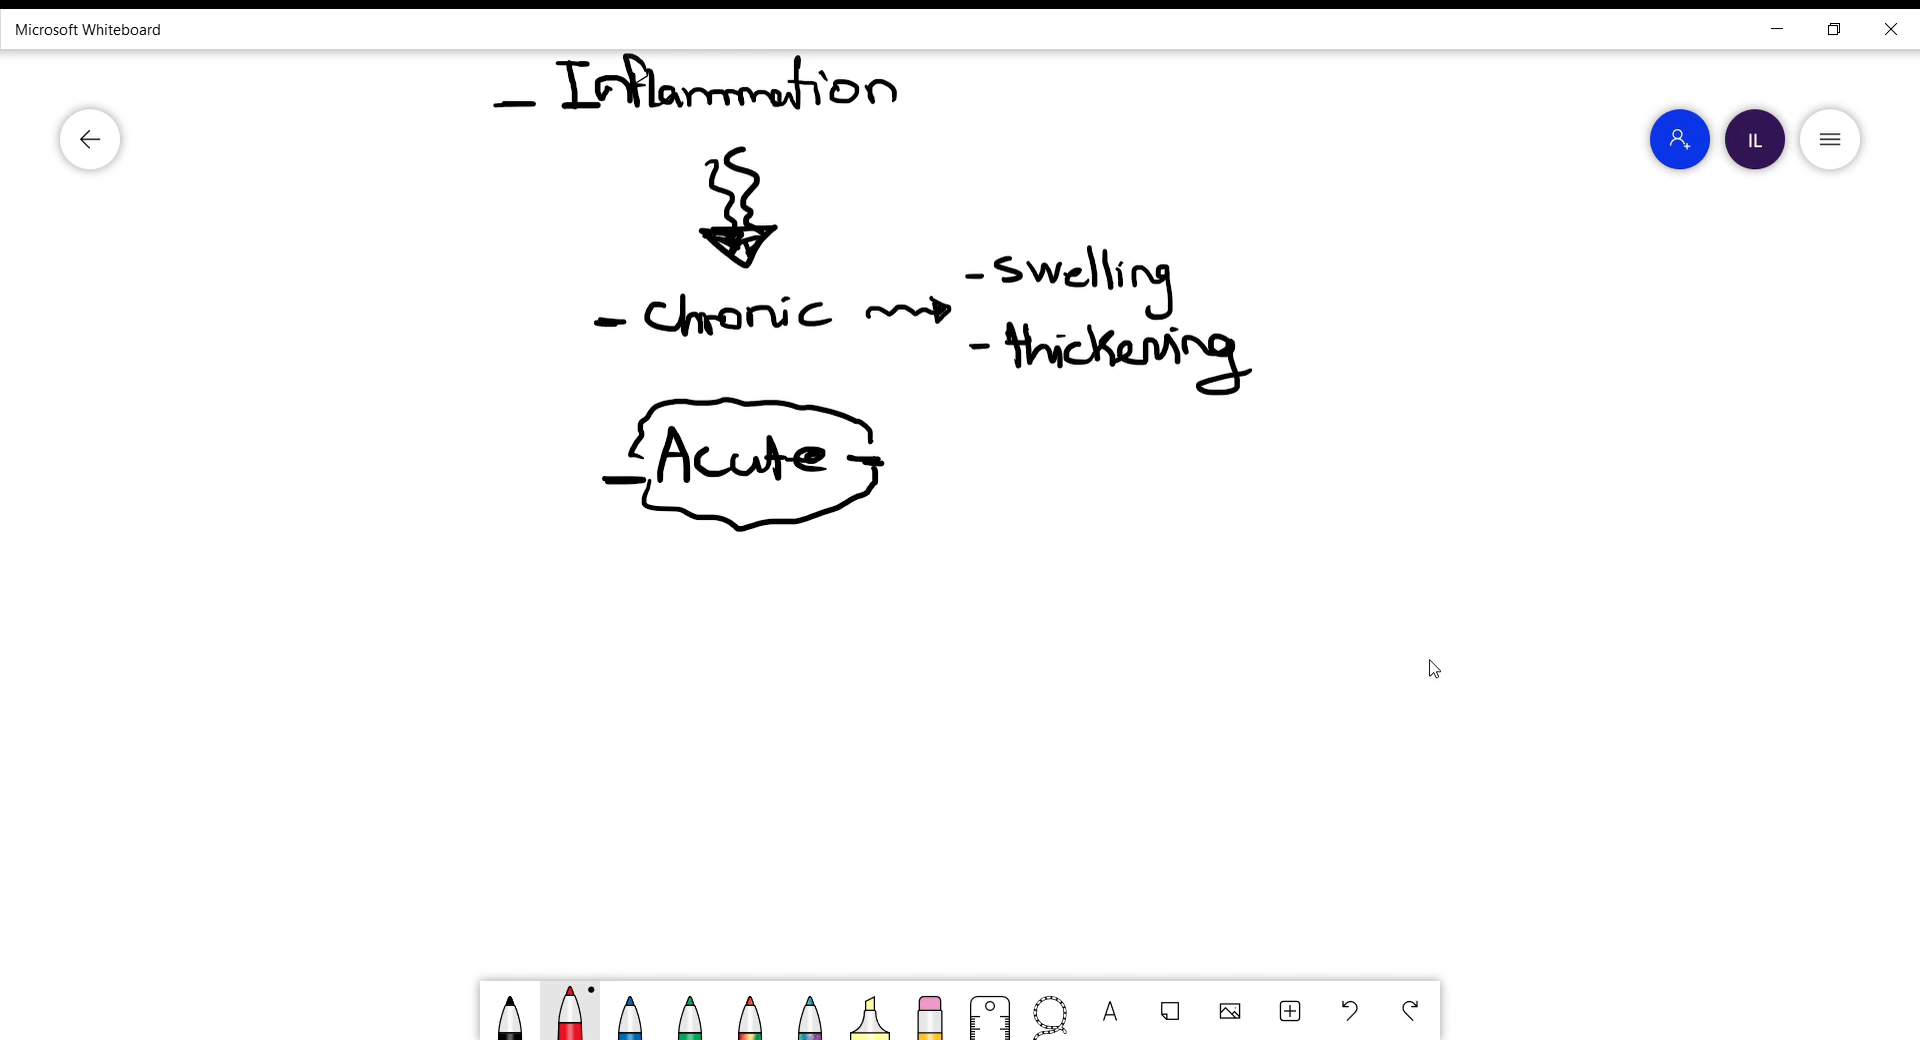 Microsoft Whiteboard
- Inflammation
IL
- chronic
- swelling
- thickening
- Acute -
A